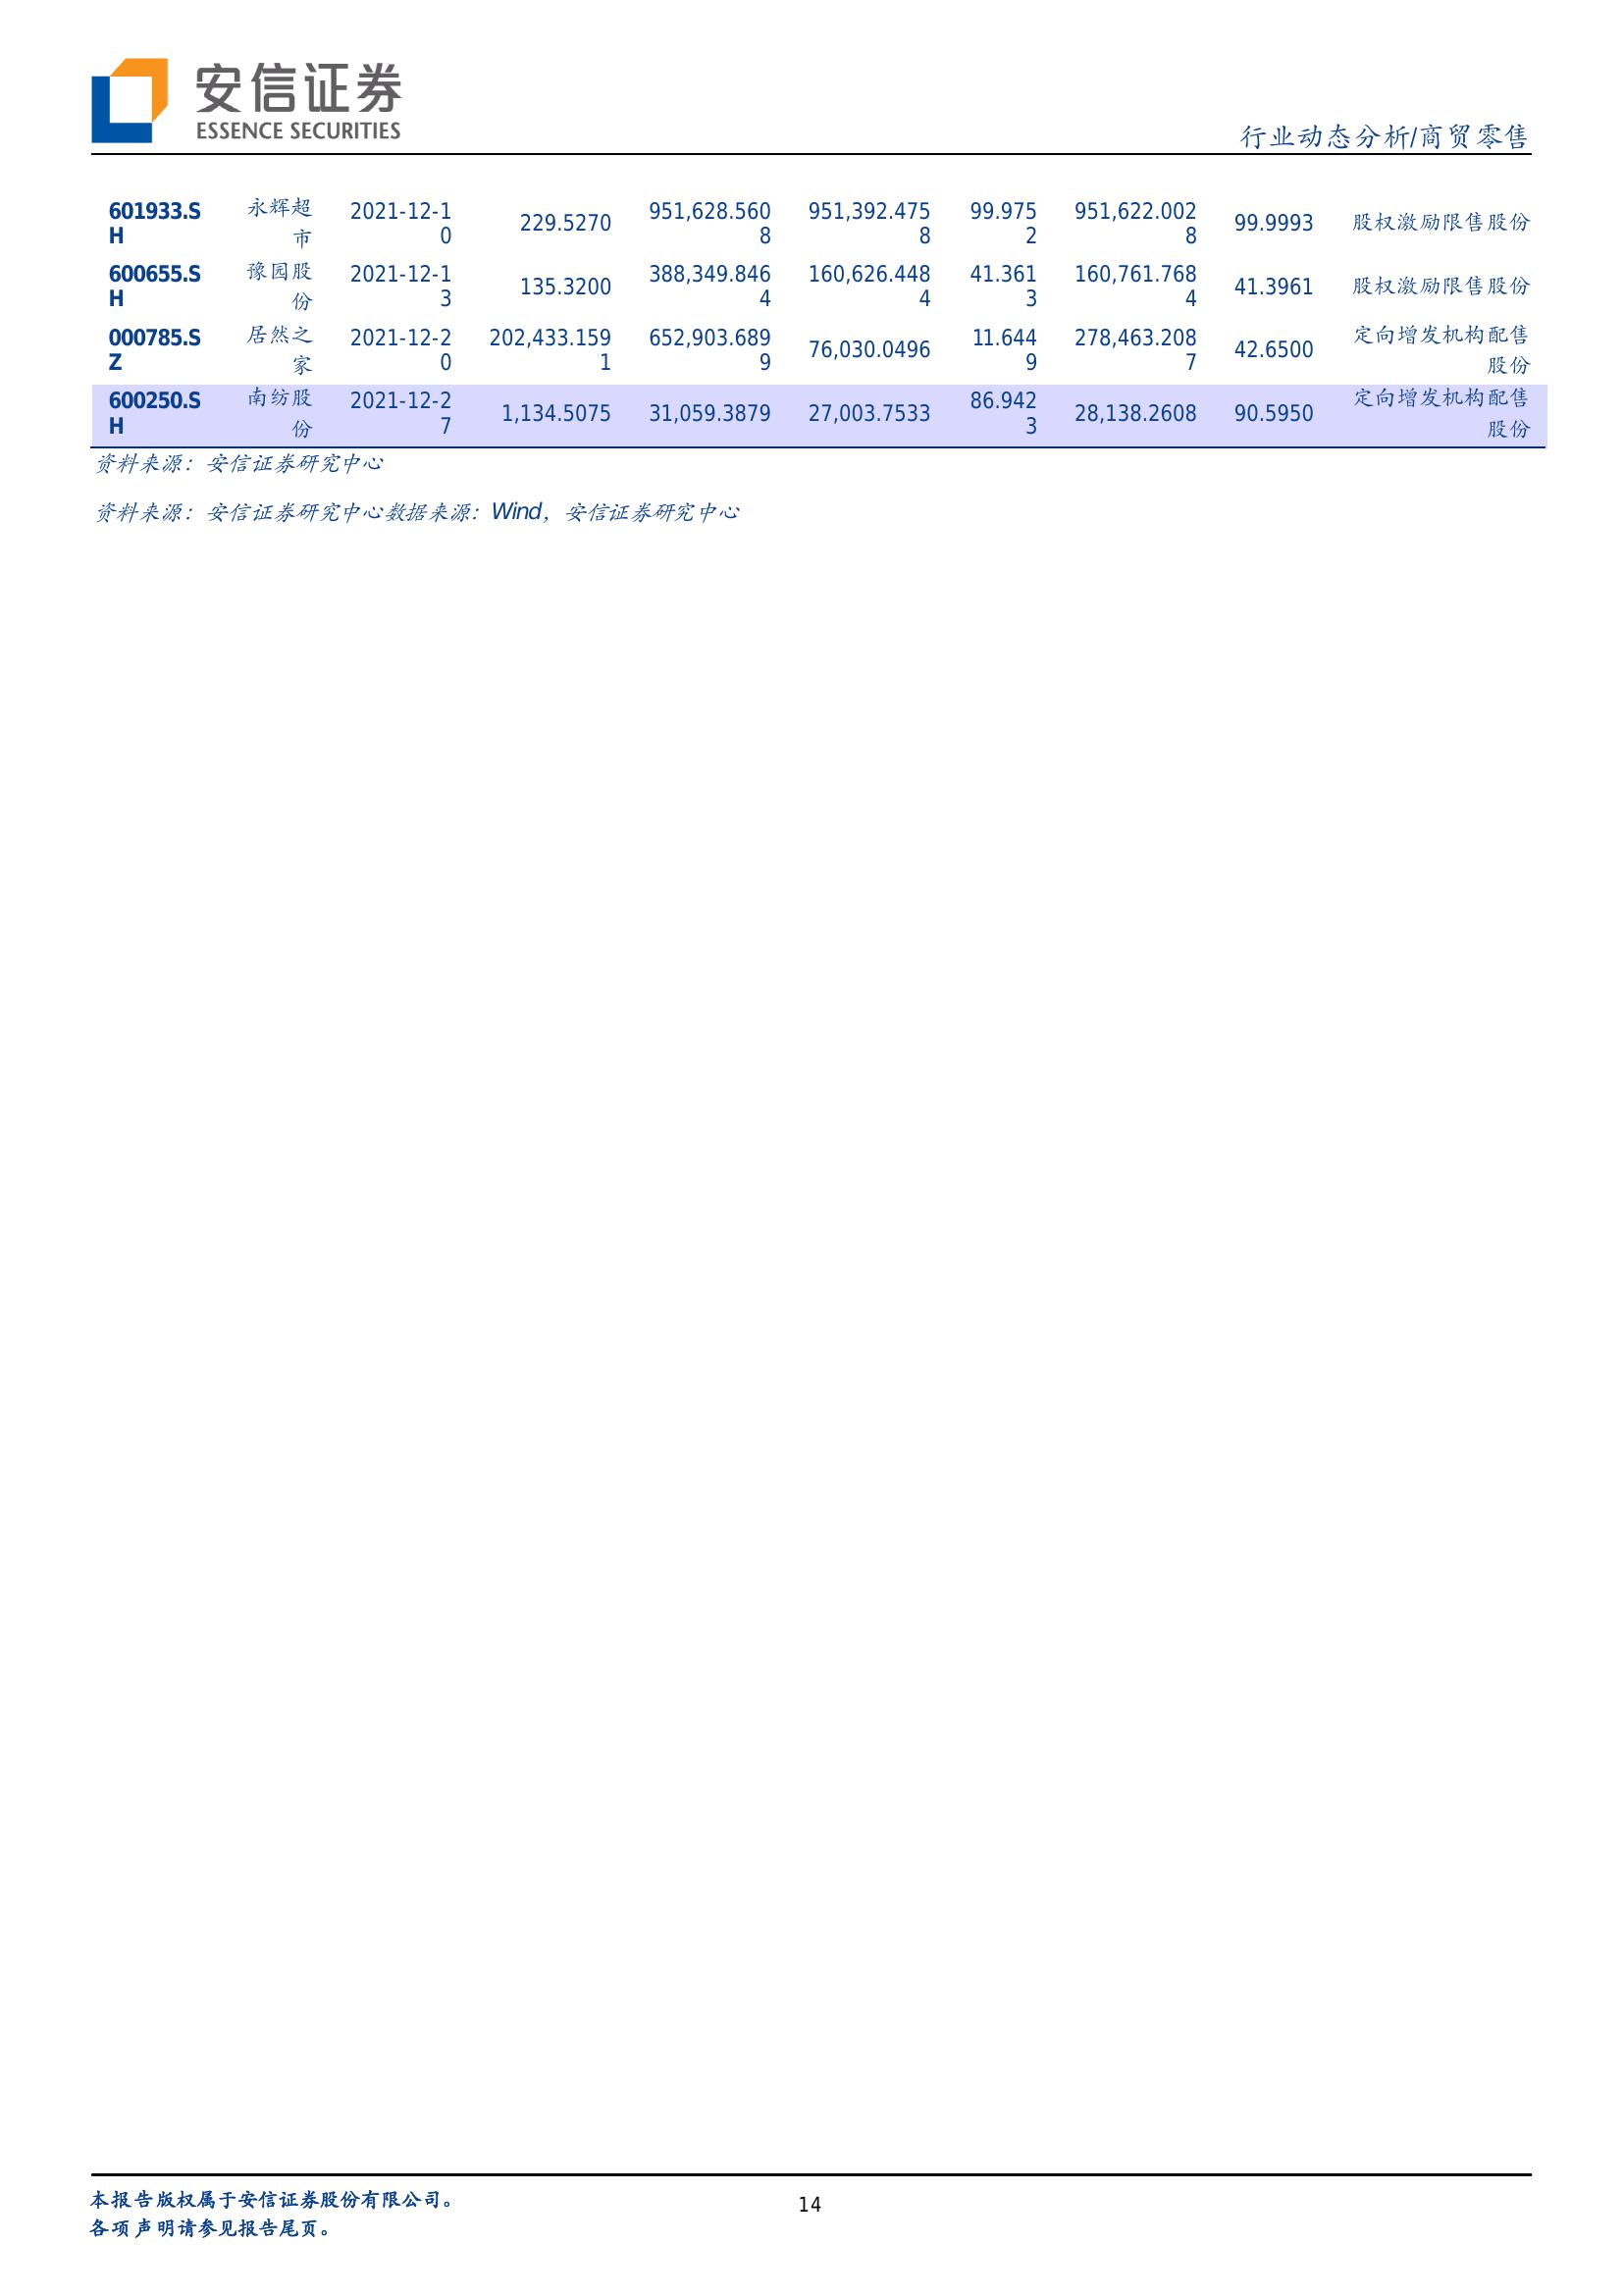 安信证券
ESSENCE SECURITIES
行业动态分析/商贸零售
601933.SH 永辉超市 2021-12-10 229.5270 951,628.5608 951,392.4758 99.9752 951,622.0028 99.9993 股权激励限售股份
600655.SH 豫园股份 2021-12-13 135.3200 388,349.8464 160,626.4484 41.3613 160,761.7684 41.3961 股权激励限售股份
000785.SZ 居然之家 2021-12-20 202,433.1591 652,903.6899 76,030.0496 11.6449 278,463.2087 42.6500 定向增发机构配售股份
600250.SH 南纺股份 2021-12-27 1,134.5075 31,059.3879 27,003.7533 86.9423 28,138.2608 90.5950 定向增发机构配售股份
资料来源：安信证券研究中心
资料来源：安信证券研究中心数据来源：Wind，安信证券研究中心
本报告版权属于安信证券股份有限公司。
各项声明请参见报告尾页。
14